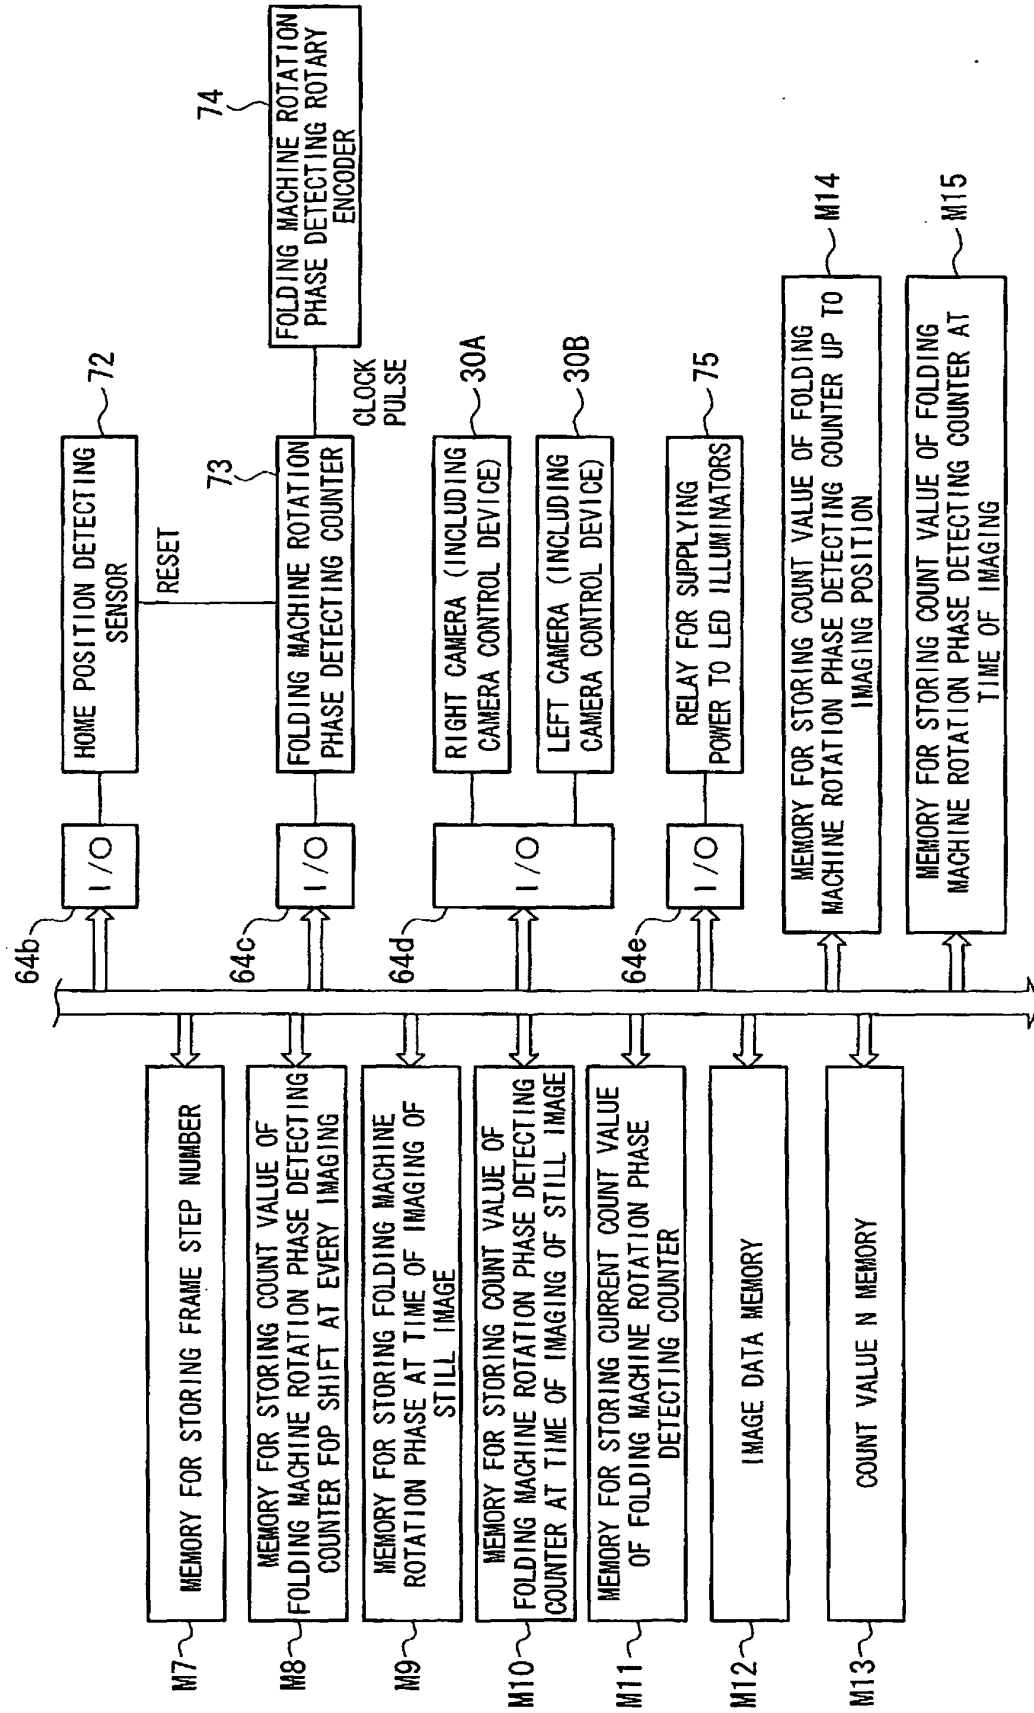 M7
MEMORY FOR STORING FRAME STEP NUMBER
M8
MEMORY FOR STORING COUNT VALUE OF
FOLDING MACHINE ROTATION PHASE DETECTING
COUNTER FOP SHIFT AT EVERY IMAGING
M9
MEMORY FOR STORING FOLDING MACHINE
ROTATION PHASE AT TIME OF IMAGING OF
STILL IMAGE
M10
MEMORY FOR STORING COUNT VALUE OF
FOLDING MACHINE ROTATION PHASE DETECTING
COUNTER AT TIME OF IMAGING OF STILL IMAGE
M11
MEMORY FOR STORING CURRENT COUNT VALUE
OF FOLDING MACHINE ROTATION PHASE
DETECTING COUNTER
M12
IMAGE DATA MEMORY
M13
COUNT VALUE N MEMORY
64b
I/O
HOME POSITION DETECTING
SENSOR
72
RESET
64c
I/O
73
FOLDING MACHINE ROTATION
PHASE DETECTING COUNTER
CLOCK
PULSE
74
FOLDING MACHINE ROTATION
PHASE DETECTING ROTARY
ENCODER
64d
I/O
RIGHT CAMERA (INCLUDING
CAMERA CONTROL DEVICE)
30A
LEFT CAMERA (INCLUDING
CAMERA CONTROL DEVICE)
30B
64e
I/O
RELAY FOR SUPPLYING
POWER TO LED ILLUMINATORS
75
MEMORY FOR STORING COUNT VALUE OF FOLDING
MACHINE ROTATION PHASE DETECTING COUNTER UP TO
IMAGING POSITION
M14
MEMORY FOR STORING COUNT VALUE OF FOLDING
MACHINE ROTATION PHASE DETECTING COUNTER AT
TIME OF IMAGING
M15